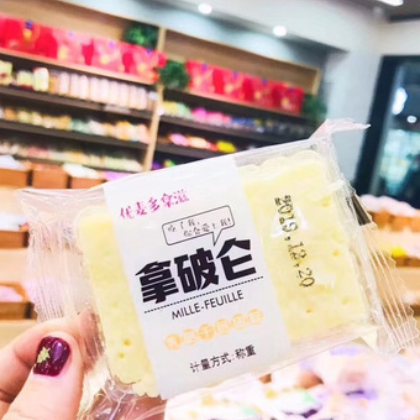 优麦多拿滋
吃了我,
你会爱上我!
拿破仑
MILLE-FEUILLE
计量方式:称重
2019.12.20